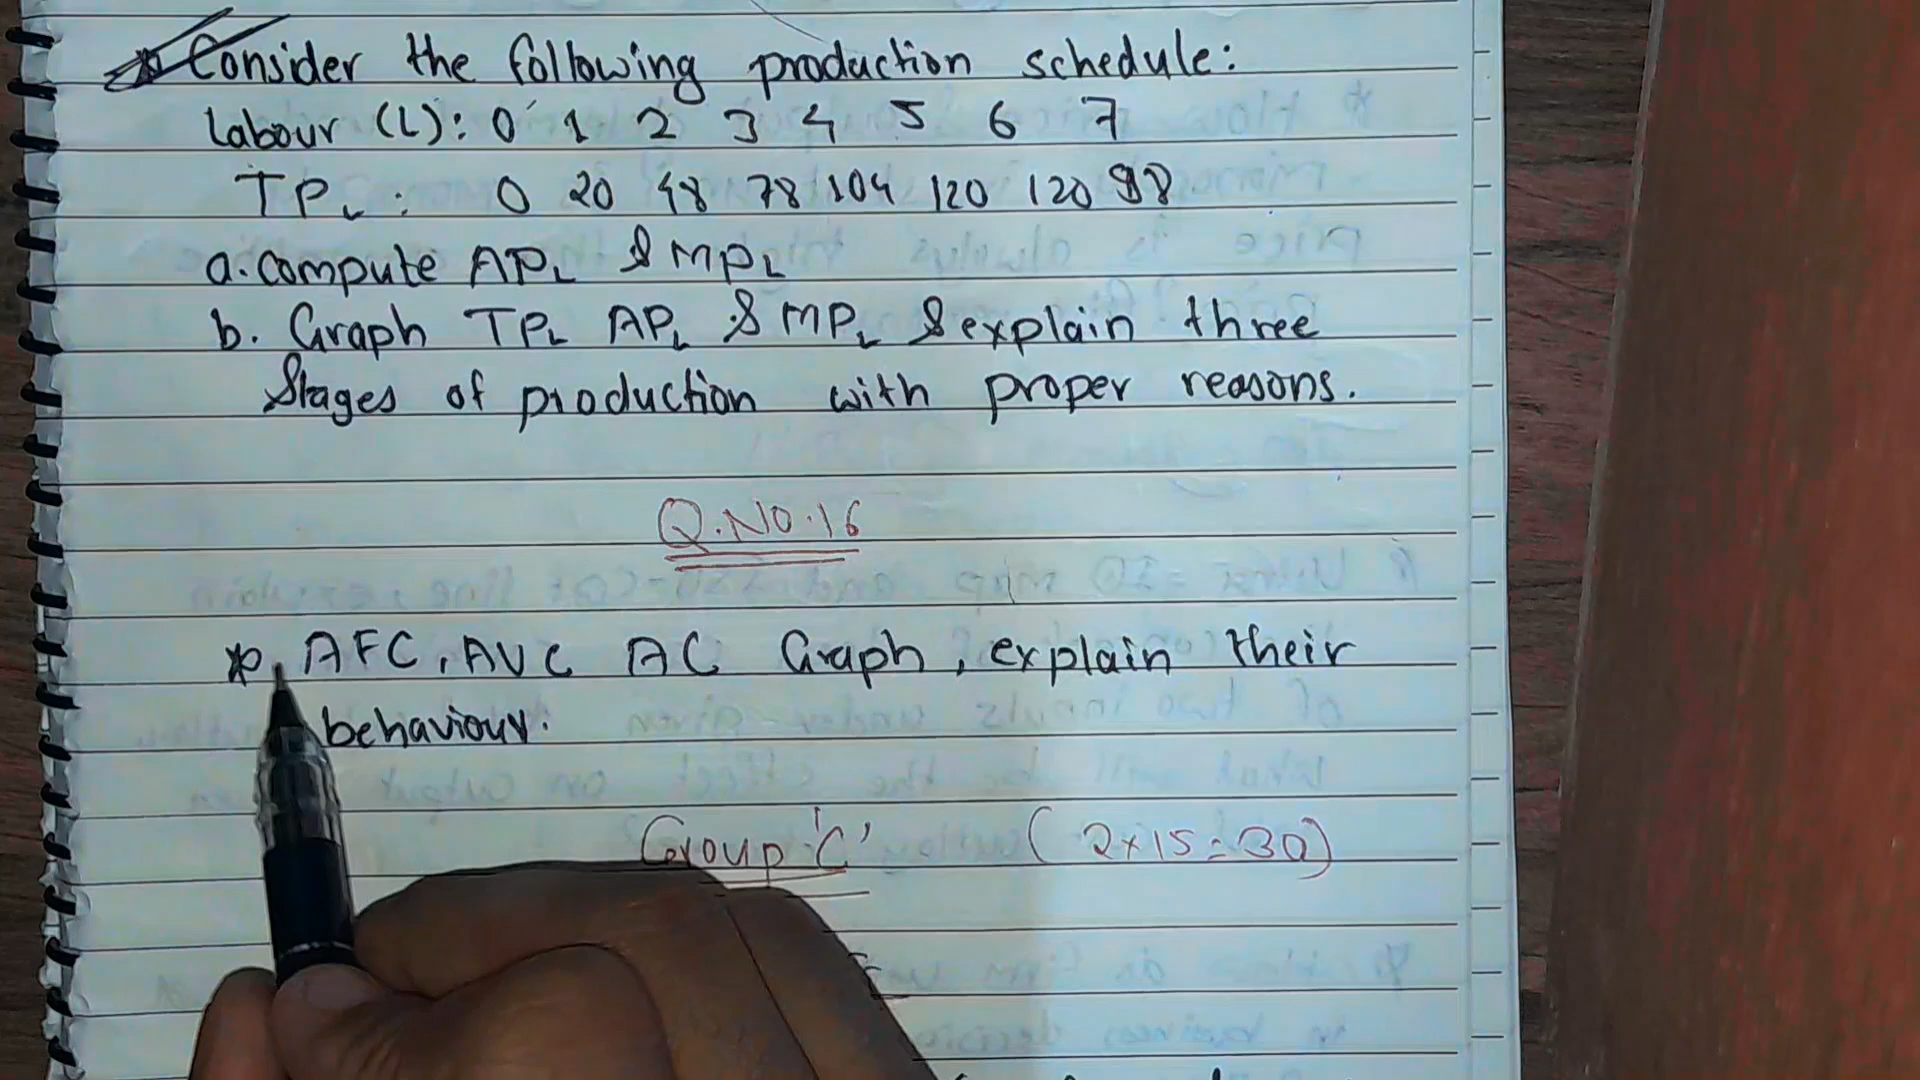 Consider the following production schedule:
Labour (L): 0 1 2 3 4 5 6 7
TPL: 0 20 48 78 104 120 120 98
a. Compute APL & MPL
b. Graph TPL APL & MPL & explain three
Stages of production with proper reasons.
Q.NO.16
* AFC, AVC AC Graph, explain their
behaviour.
Group 'C' (2×15=30)